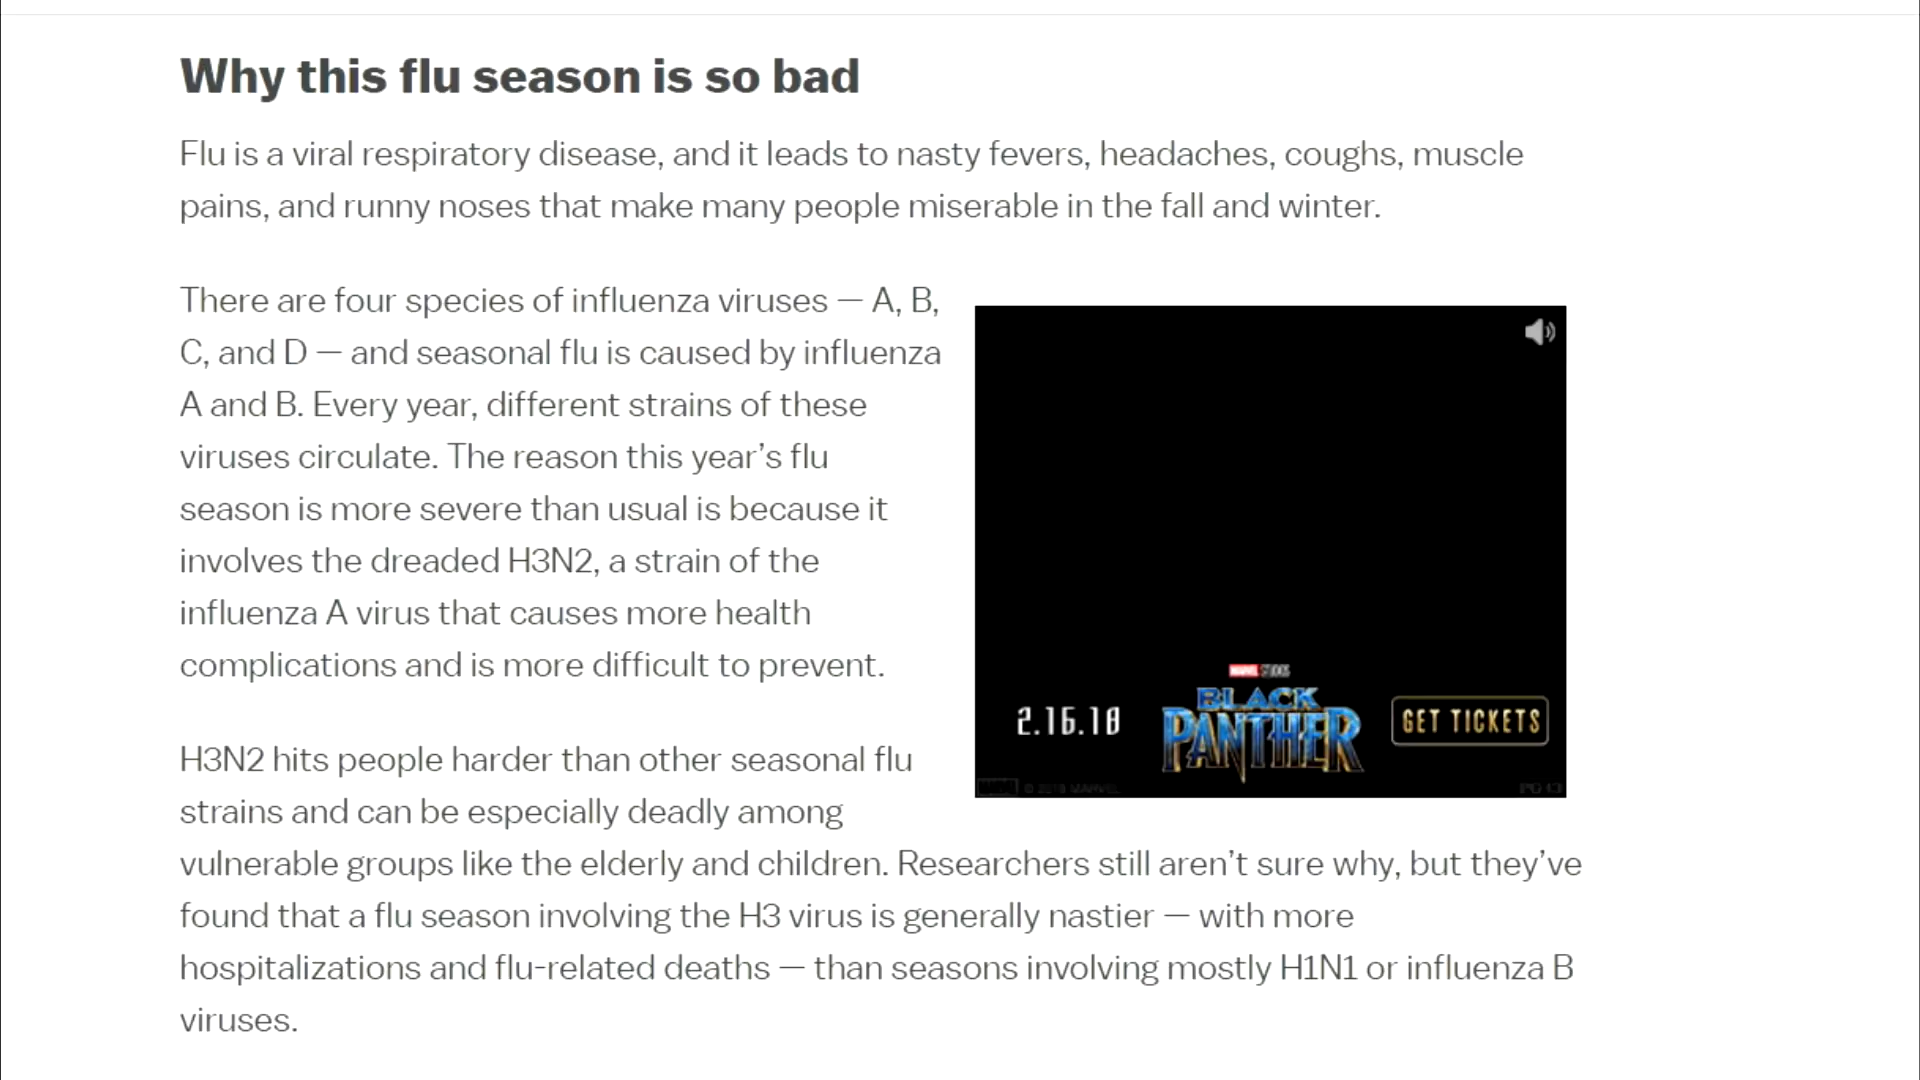 Why this flu season is so bad
Flu is a viral respiratory disease, and it leads to nasty fevers, headaches, coughs, muscle
pains, and runny noses that make many people miserable in the fall and winter.
There are four species of influenza viruses — A, B,
C, and D — and seasonal flu is caused by influenza
A and B. Every year, different strains of these
viruses circulate. The reason this year’s flu
season is more severe than usual is because it
involves the dreaded H3N2, a strain of the
influenza A virus that causes more health
complications and is more difficult to prevent.
MARVEL STUDIOS
BLACK
PANTHER
2.16.18
GET TICKETS
© 2018 MARVEL
PG-13
H3N2 hits people harder than other seasonal flu
strains and can be especially deadly among
vulnerable groups like the elderly and children. Researchers still aren’t sure why, but they’ve
found that a flu season involving the H3 virus is generally nastier — with more
hospitalizations and flu-related deaths — than seasons involving mostly H1N1 or influenza B
viruses.